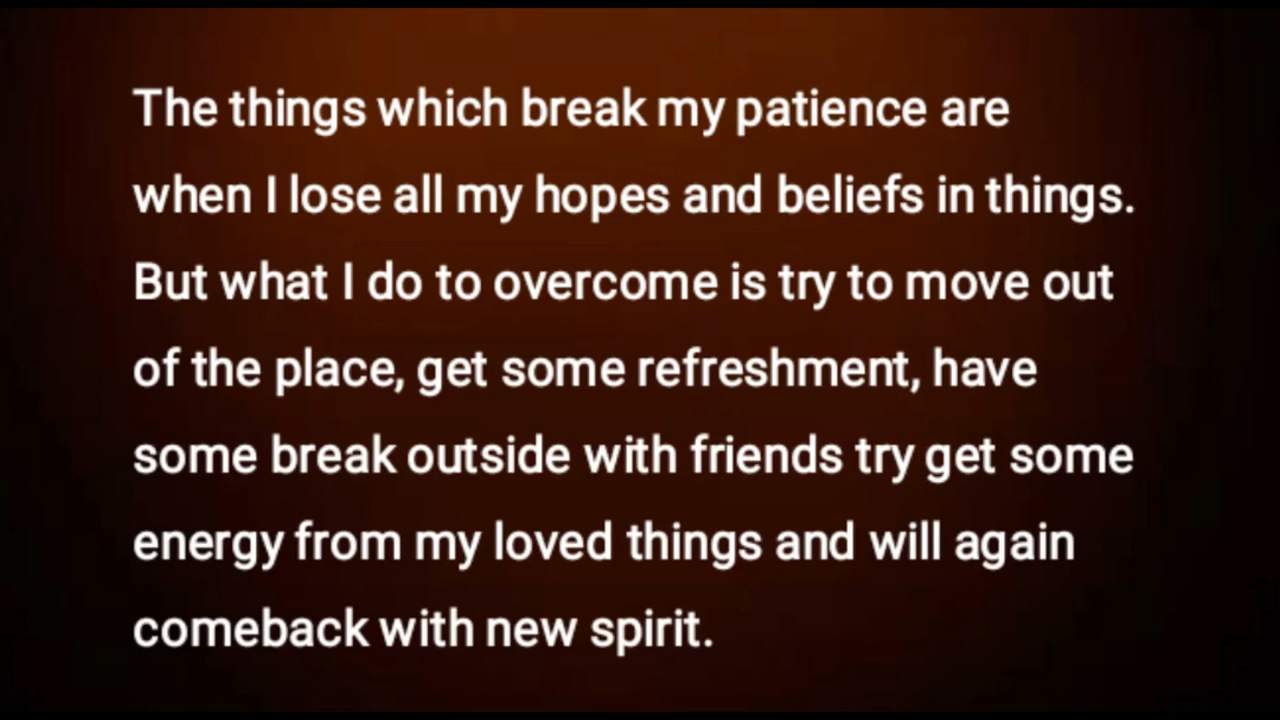 The things which break my patience are
when I lose all my hopes and beliefs in things.
But what I do to overcome is try to move out
of the place, get some refreshment, have
some break outside with friends try get some
energy from my loved things and will again
comeback with new spirit.